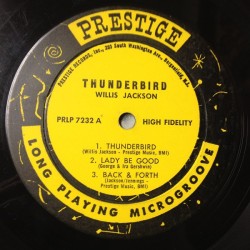 PRESTIGE
PRESTIGE RECORDS, INC., 203 SOUTH WASHINGTON AVE., BERGENFIELD, N.J.
THUNDERBIRD
WILLIS JACKSON
PRLP 7232 A
HIGH FIDELITY
1. THUNDERBIRD
(Willis Jackson –
Prestige Music, BMI)
2. LADY BE GOOD
(George & Ira Gershwin)
3. BACK & FORTH
(Jackson-Jennings –
Prestige Music, BMI)
LONG PLAYING MICROGROOVE